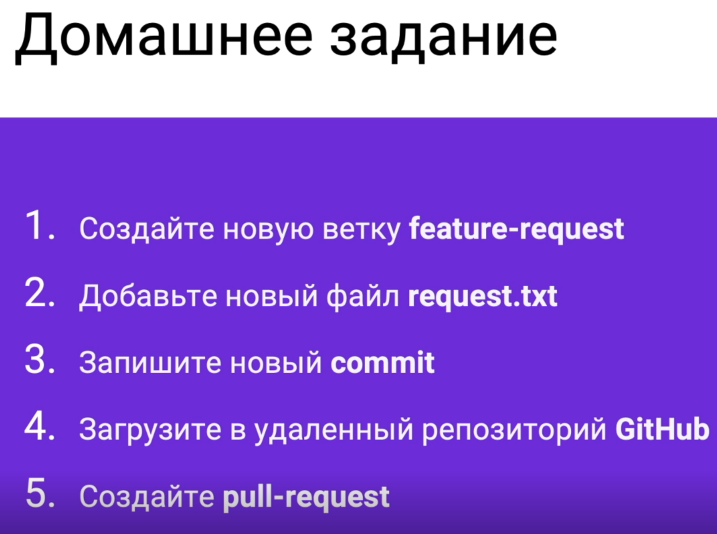 Домашнее задание
1. Создайте новую ветку feature-request
2. Добавьте новый файл request.txt
3. Запишите новый commit
4. Загрузите в удаленный репозиторий GitHub
5. Создайте pull-request